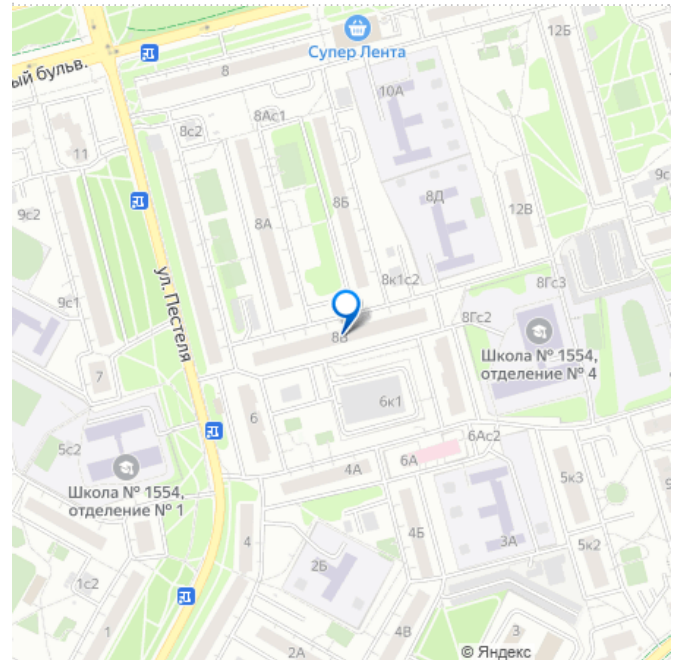 12Б
Супер Лента
ый бульв.
8
10А
8Ас1
8с2
11
9с
8Д
8Б
12В
9с2
8А
ул. Пестеля
8к1с2
8Гс3
9с1
8Гс2
8В
Школа № 1554,
отделение № 4
7
6к1
6
6Ас2
5с2
6А
4А
5к3
Школа № 1554,
отделение № 1
4Б
4
3А
5к2
2Б
1с2
1
4В
3
2А
© Яндекс